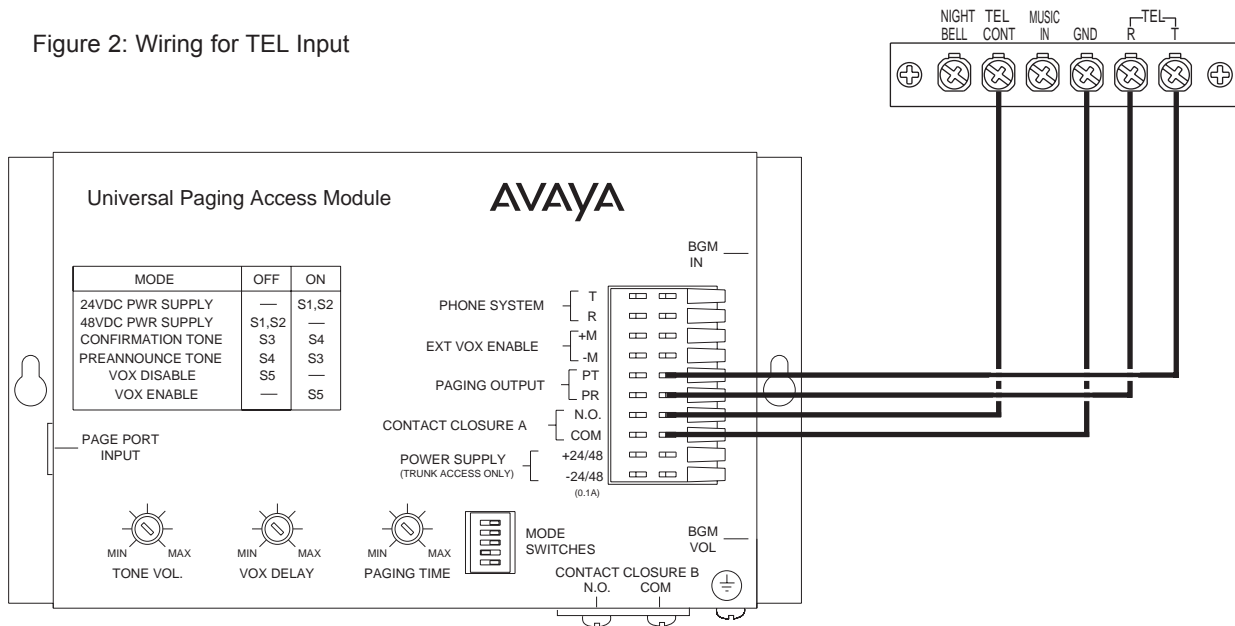 Figure 2: Wiring for TEL Input
NIGHT BELL
TEL CONT
MUSIC IN
GND
TEL
R T
Universal Paging Access Module
AVAYA
BGM IN
MODE OFF ON
24VDC PWR SUPPLY — S1,S2
48VDC PWR SUPPLY S1,S2 —
CONFIRMATION TONE S3 S4
PREANNOUNCE TONE S4 S3
VOX DISABLE S5 —
VOX ENABLE — S5
PHONE SYSTEM
T
R
EXT VOX ENABLE
+M
-M
PAGING OUTPUT
PT
PR
CONTACT CLOSURE A
N.O.
COM
POWER SUPPLY
(TRUNK ACCESS ONLY)
+24/48
-24/48
(0.1A)
PAGE PORT
INPUT
MIN MAX
TONE VOL.
MIN MAX
VOX DELAY
MIN MAX
PAGING TIME
MODE
SWITCHES
BGM
VOL
CONTACT CLOSURE B
N.O. COM